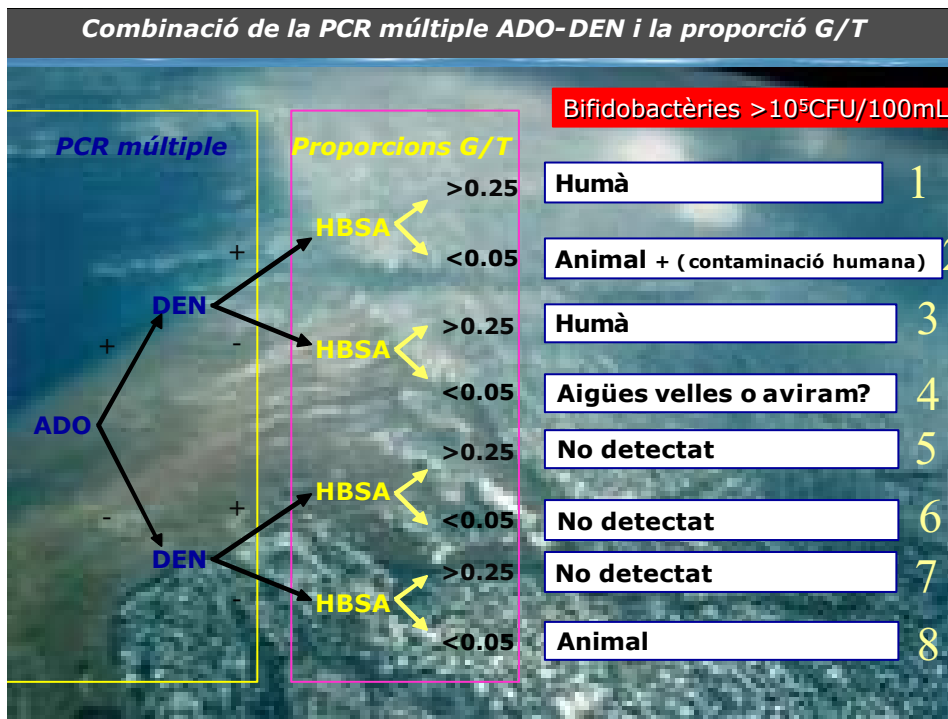 Combinació de la PCR múltiple ADO-DEN i la proporció G/T
Bifidobactèries >10⁵CFU/100mL
PCR múltiple
Proporcions G/T
>0.25
Humà
1
HBSA
+
<0.05
Animal + (contaminació humana)
2
DEN
>0.25
Humà
3
+
-
HBSA
<0.05
Aigües velles o aviram?
4
ADO
>0.25
No detectat
5
HBSA
-
+
<0.05
No detectat
6
DEN
>0.25
No detectat
7
-
HBSA
<0.05
Animal
8